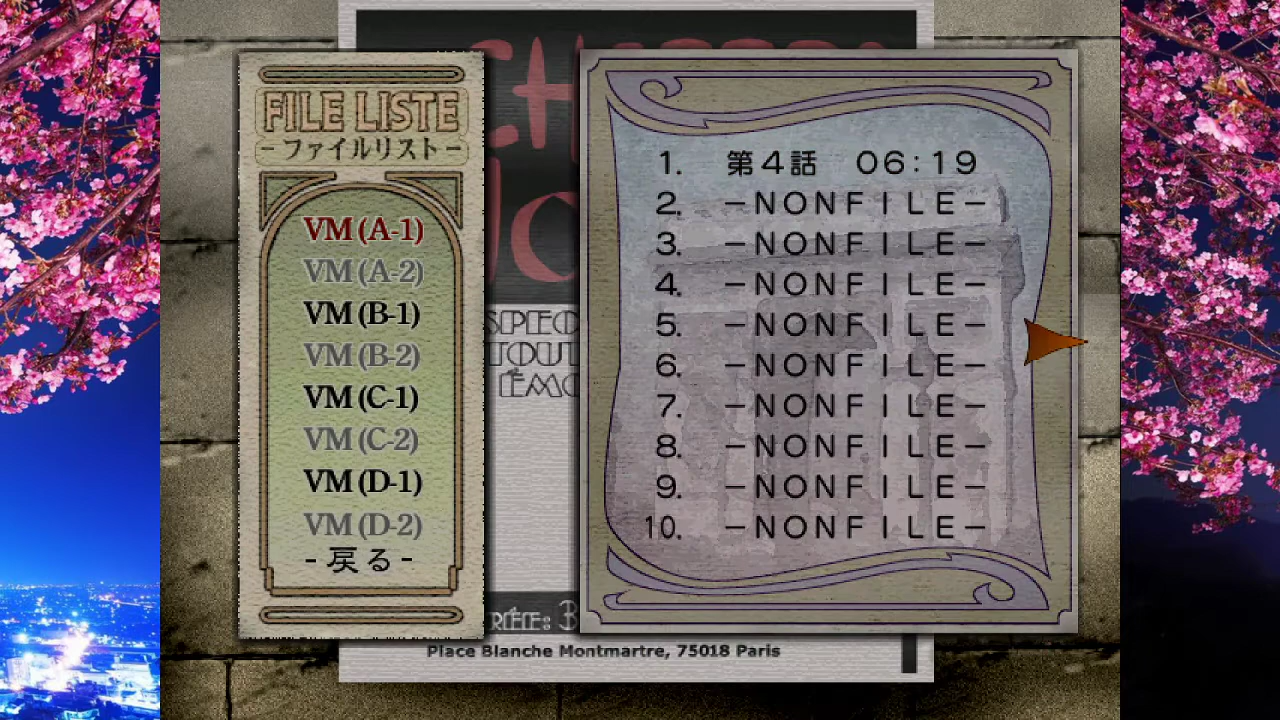 FILE LISTE
-ファイルリスト-
VM (A-1)
VM (A-2)
VM (B-1)
VM (B-2)
VM (C-1)
VM (C-2)
VM (D-1)
VM (D-2)
-戻る-
1. 第4話 06:19
2. -NONFILE-
3. -NONFILE-
4. -NONFILE-
5. -NONFILE-
6. -NONFILE-
7. -NONFILE-
8. -NONFILE-
9. -NONFILE-
10. -NONFILE-
Place Blanche Montmartre, 75018 Paris